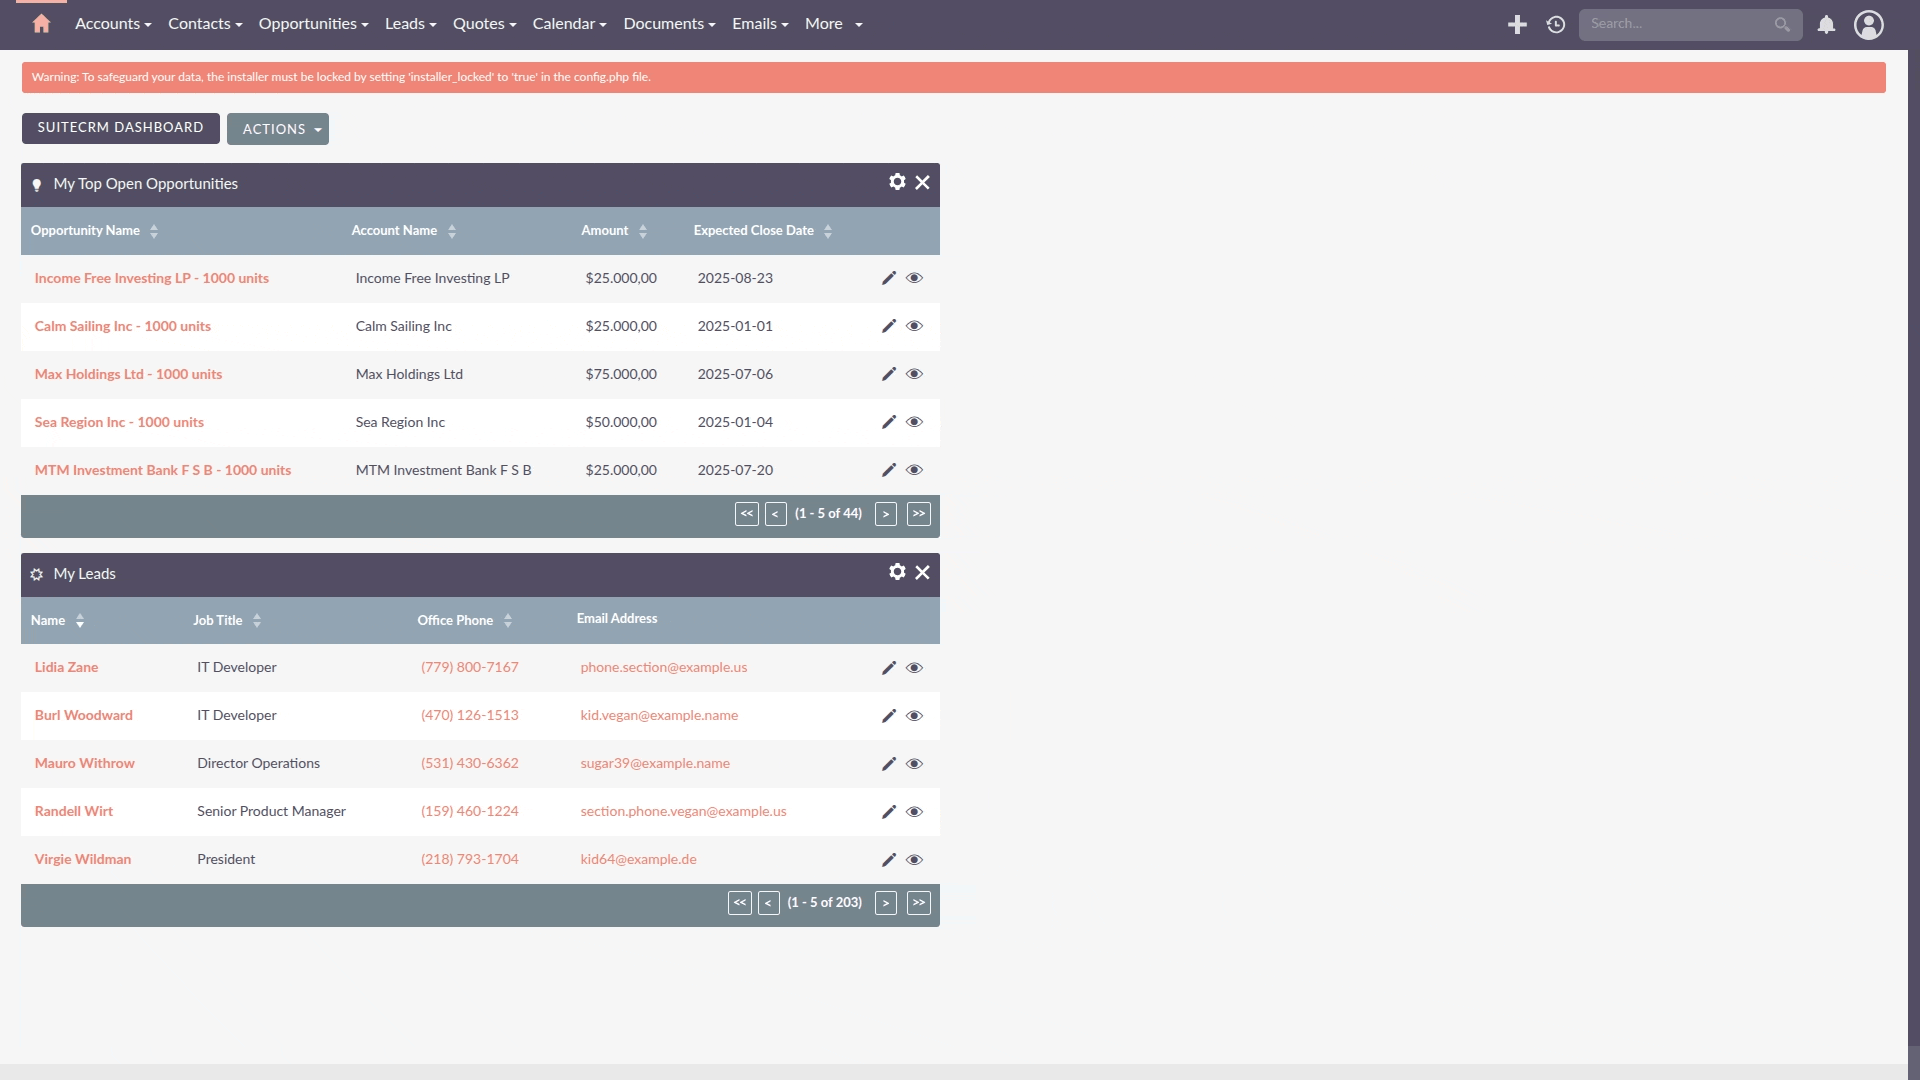 Accounts Contacts Opportunities Leads Quotes Calendar Documents Emails More Search...
Warning: To safeguard your data, the installer must be locked by setting 'installer_locked' to 'true' in the config.php file.
SUITECRM DASHBOARD ACTIONS
My Top Open Opportunities
Opportunity Name Account Name Amount Expected Close Date
Income Free Investing LP - 1000 units Income Free Investing LP $25.000,00 2025-08-23
Calm Sailing Inc - 1000 units Calm Sailing Inc $25.000,00 2025-01-01
Max Holdings Ltd - 1000 units Max Holdings Ltd $75.000,00 2025-07-06
Sea Region Inc - 1000 units Sea Region Inc $50.000,00 2025-01-04
MTM Investment Bank F S B - 1000 units MTM Investment Bank F S B $25.000,00 2025-07-20
<< < (1 - 5 of 44) > >>
My Leads
Name Job Title Office Phone Email Address
Lidia Zane IT Developer (779) 800-7167 phone.section@example.us
Burl Woodward IT Developer (470) 126-1513 kid.vegan@example.name
Mauro Withrow Director Operations (531) 430-6362 sugar39@example.name
Randell Wirt Senior Product Manager (159) 460-1224 section.phone.vegan@example.us
Virgie Wildman President (218) 793-1704 kid64@example.de
<< < (1 - 5 of 203) > >>